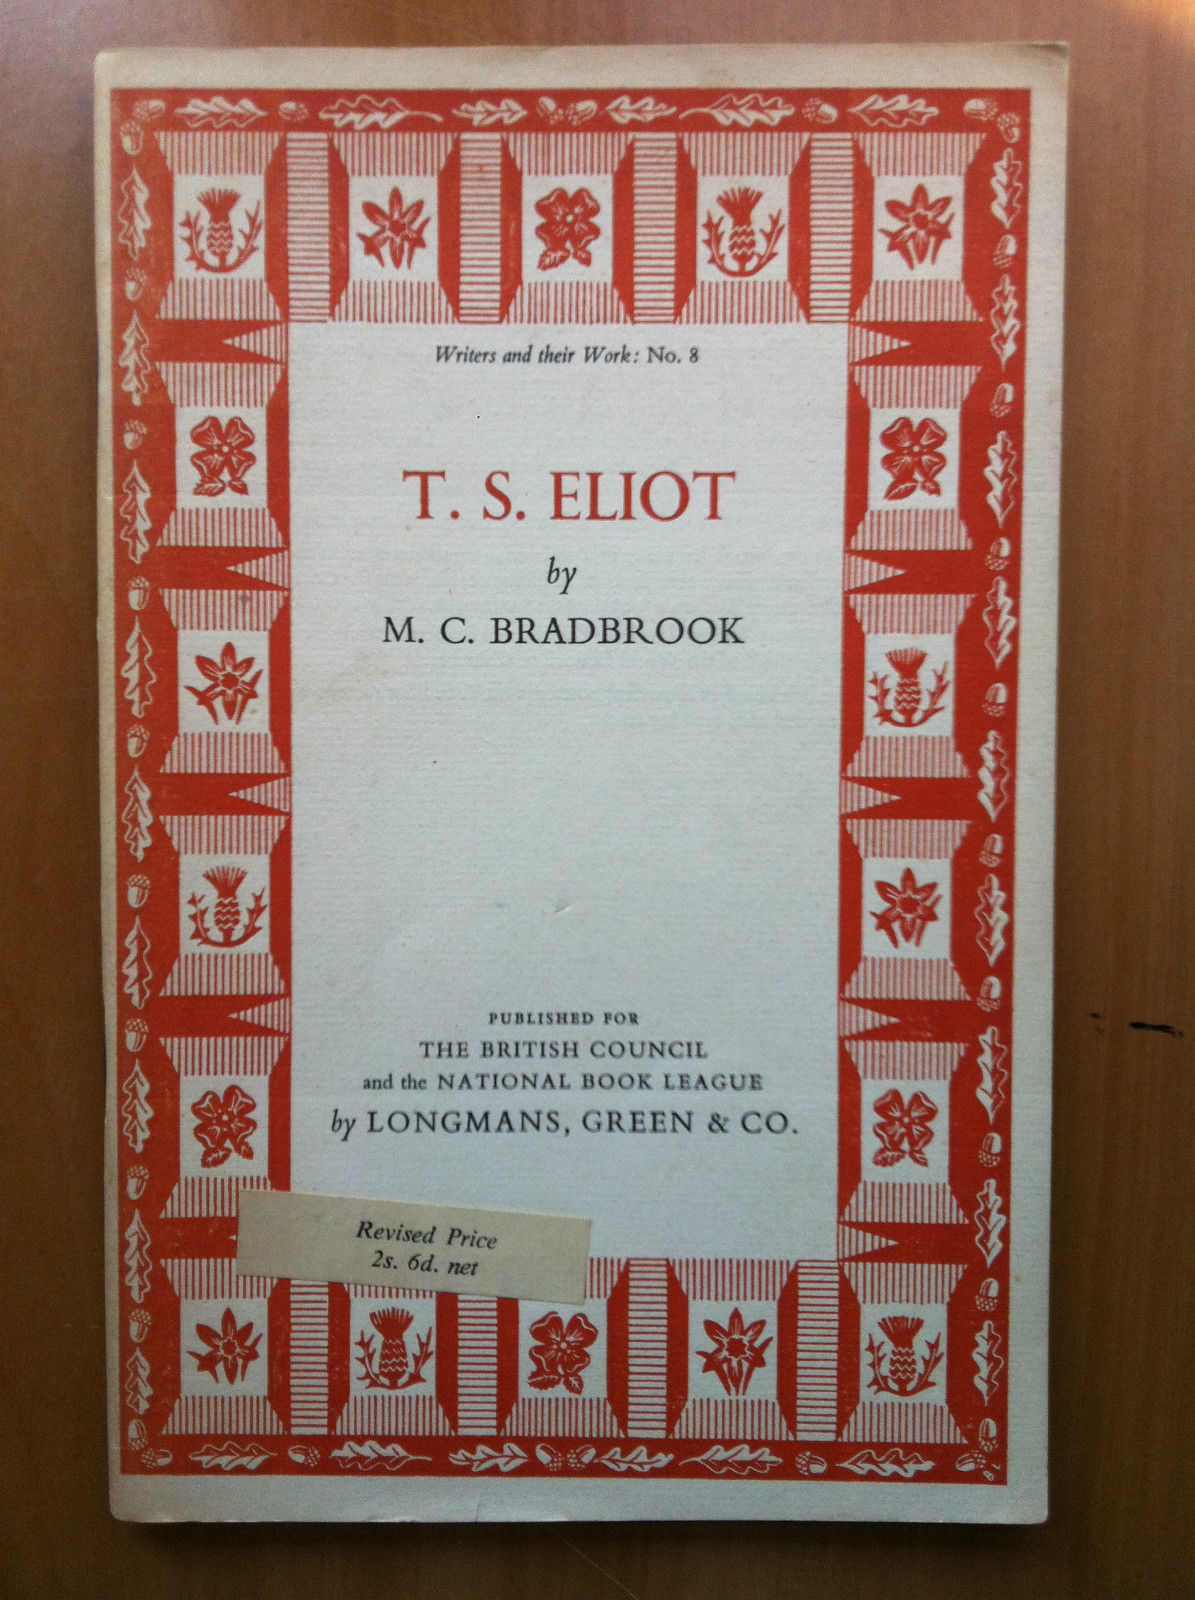 Writers and their Work: No. 8
T. S. ELIOT
by
M. C. BRADBROOK
PUBLISHED FOR
THE BRITISH COUNCIL
and the NATIONAL BOOK LEAGUE
by LONGMANS, GREEN & CO.
Revised Price
2s. 6d. net